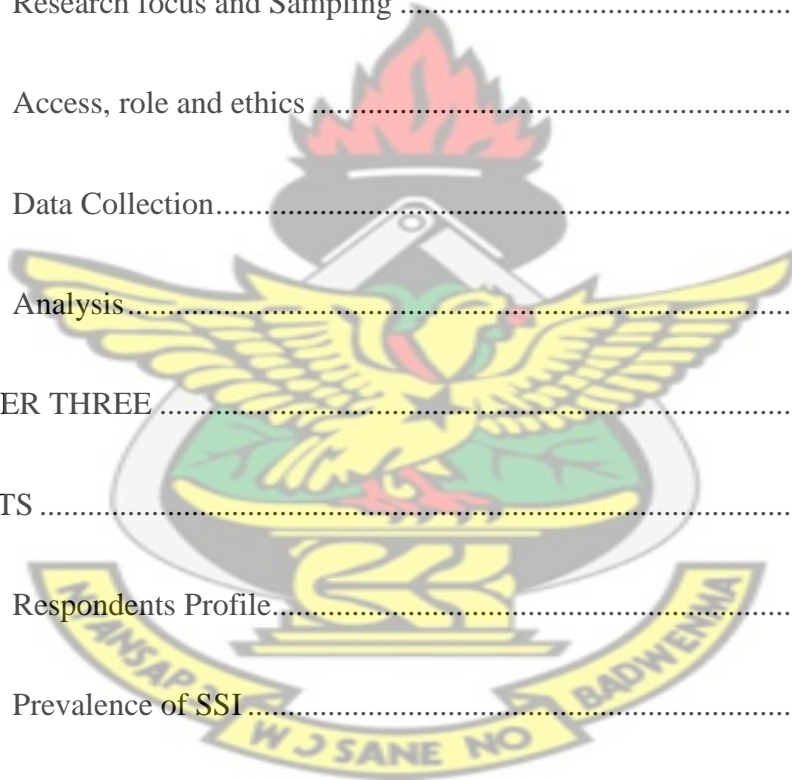 Research focus and Sampling ........................................
Access, role and ethics ........................................
Data Collection........................................
Analysis........................................
ER THREE ........................................
TS ........................................
Respondents Profile........................................
Prevalence of SSI ........................................
WƆ SANE NO BADWENMA